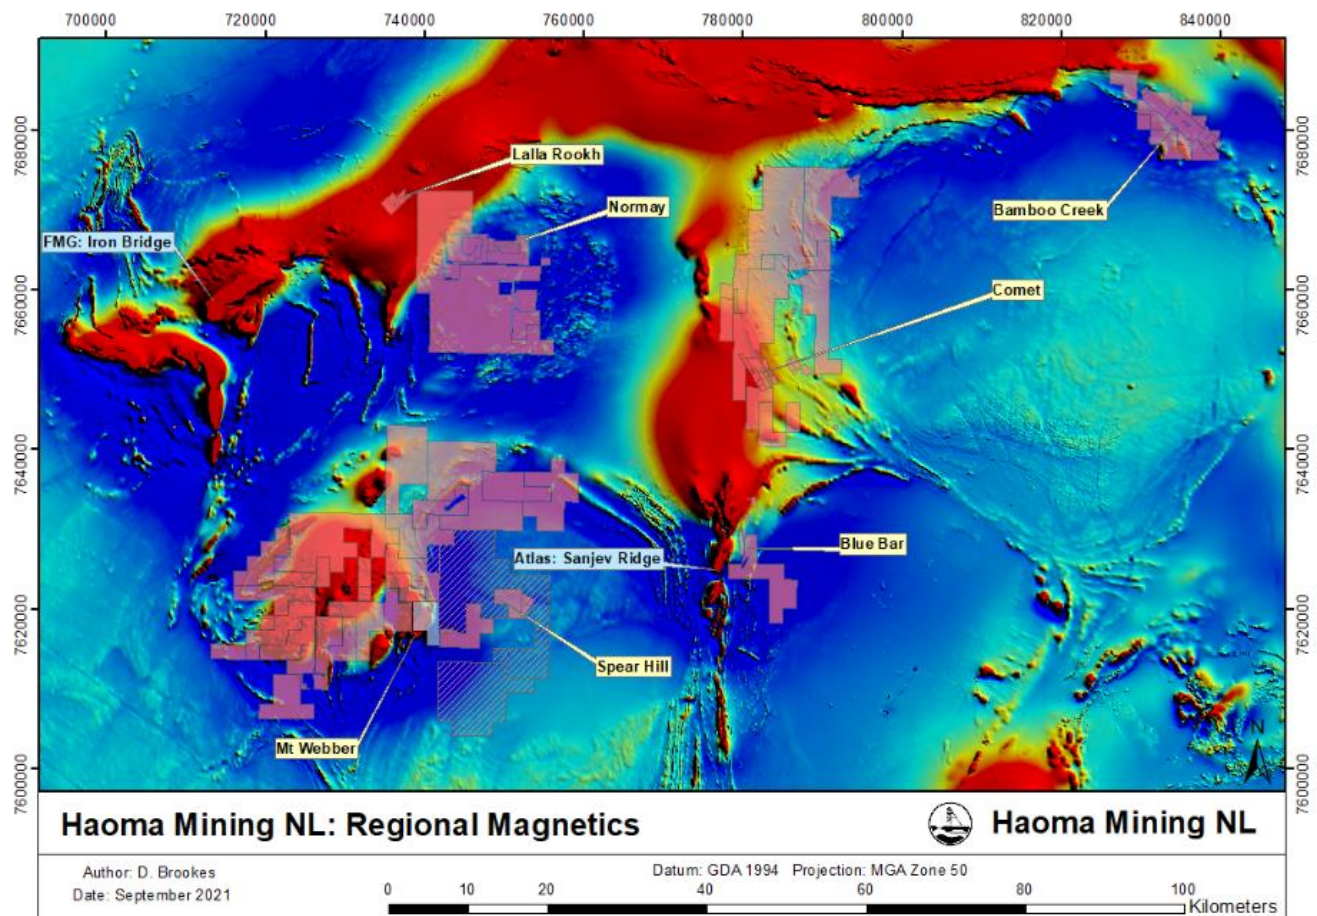 700000 720000 740000 760000 780000 800000 820000 840000
7680000 7680000
7660000 7660000
7640000 7640000
7620000 7620000
7600000 7600000
Lalla Rookh
Normay
Bamboo Creek
FMG: Iron Bridge
Comet
Blue Bar
Atlas: Sanjev Ridge
Spear Hill
Mt Webber
N
Haoma Mining NL: Regional Magnetics
Haoma Mining NL
Author: D. Brookes
Date: September 2021
Datum: GDA 1994 Projection: MGA Zone 50
0 10 20 40 60 80 100
Kilometers